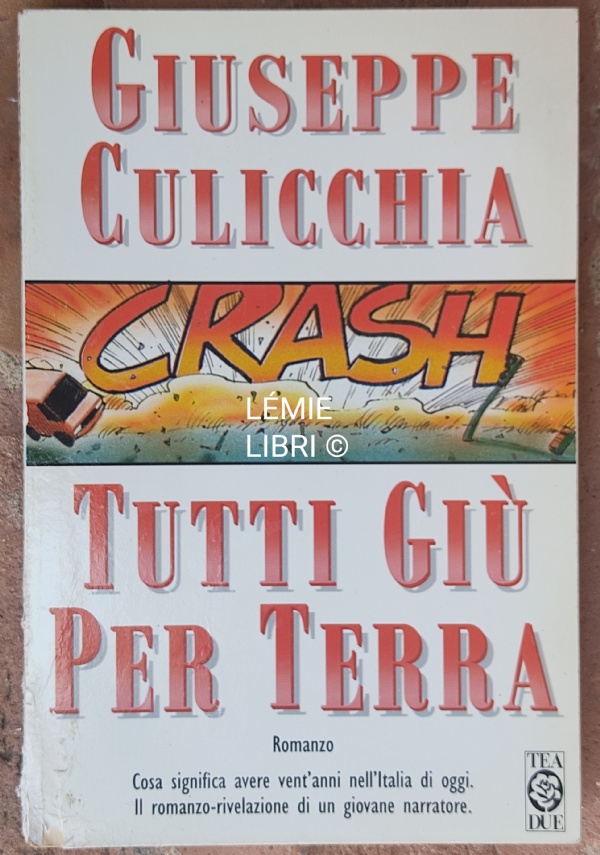 GIUSEPPE
CULICCHIA
CRASH
LÉMIE
LIBRI ©
TUTTI GIÙ
PER TERRA
Romanzo
Cosa significa avere vent'anni nell'Italia di oggi.
Il romanzo-rivelazione di un giovane narratore.
TEA
DUE